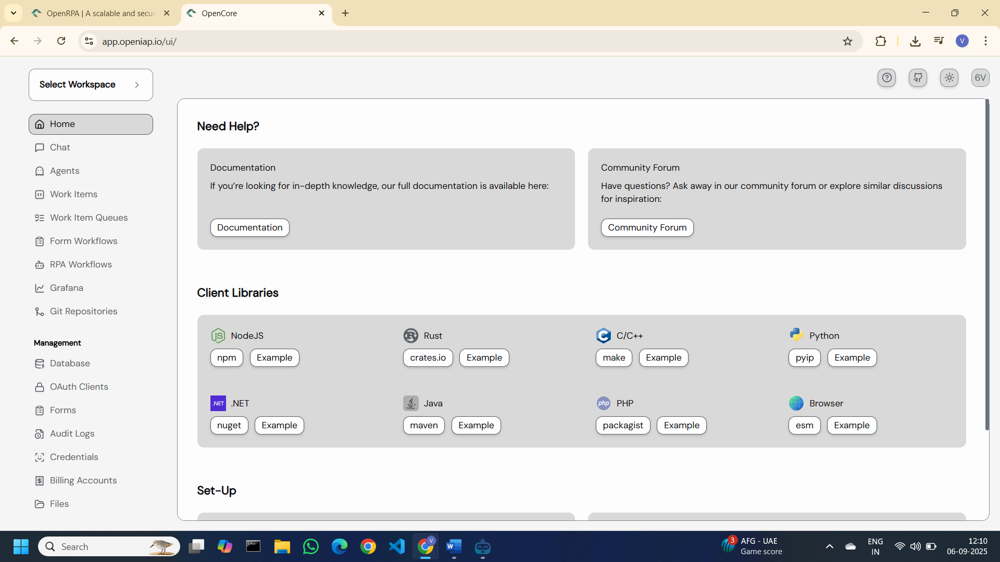 OpenRPA | A scalable and secur
OpenCore
app.openiap.io/ui/
V
Select Workspace
6V
Home
Chat
Agents
Work Items
Work Item Queues
Form Workflows
RPA Workflows
Grafana
Git Repositories
Management
Database
OAuth Clients
Forms
Audit Logs
Credentials
Billing Accounts
Files
Need Help?
Documentation
If you’re looking for in-depth knowledge, our full documentation is available here:
Documentation
Community Forum
Have questions? Ask away in our community forum or explore similar discussions
for inspiration:
Community Forum
Client Libraries
JS NodeJS
npm Example
R Rust
crates.io Example
C C/C++
make Example
Python
pyip Example
.NET .NET
nuget Example
Java
maven Example
php PHP
packagist Example
Browser
esm Example
Set-Up
Search
V
W
3
AFG - UAE
Game score
ENG
IN
12:10
06-09-2025